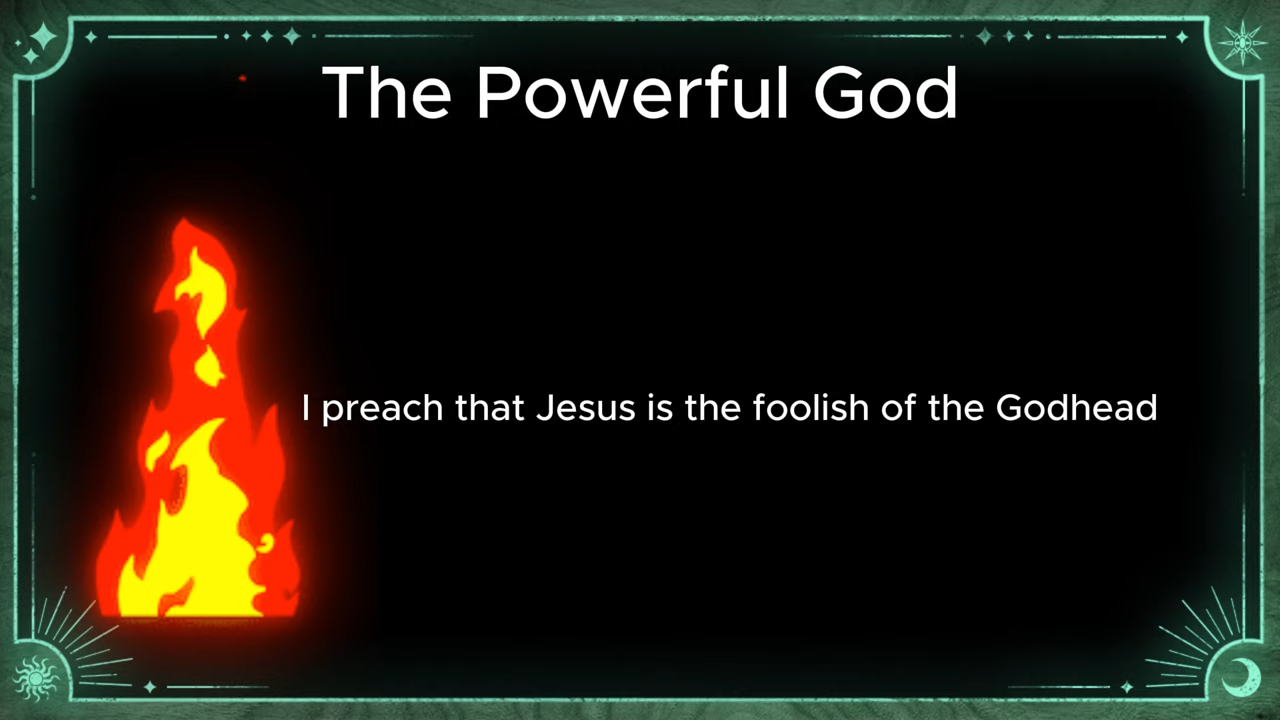 The Powerful God
I preach that Jesus is the foolish of the Godhead